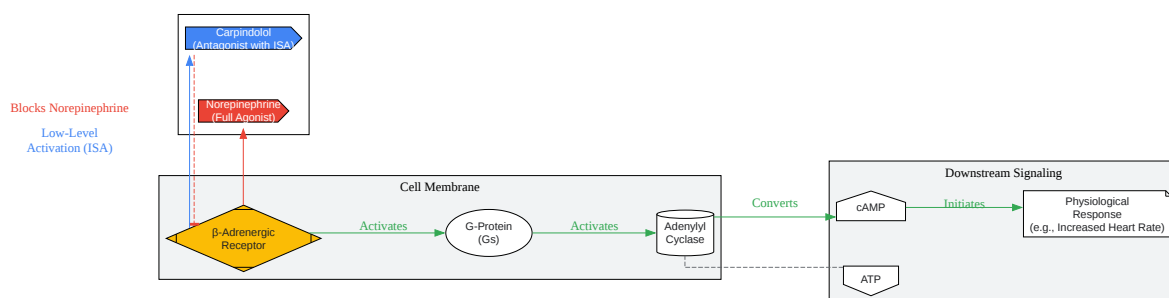 Carpindolol
(Antagonist with ISA)
Norepinephrine
(Full Agonist)
Blocks Norepinephrine
Low-Level
Activation (ISA)
Cell Membrane
β-Adrenergic
Receptor
Activates
G-Protein
(Gs)
Activates
Adenylyl
Cyclase
Converts
Downstream Signaling
cAMP
Initiates
Physiological
Response
(e.g., Increased Heart Rate)
ATP